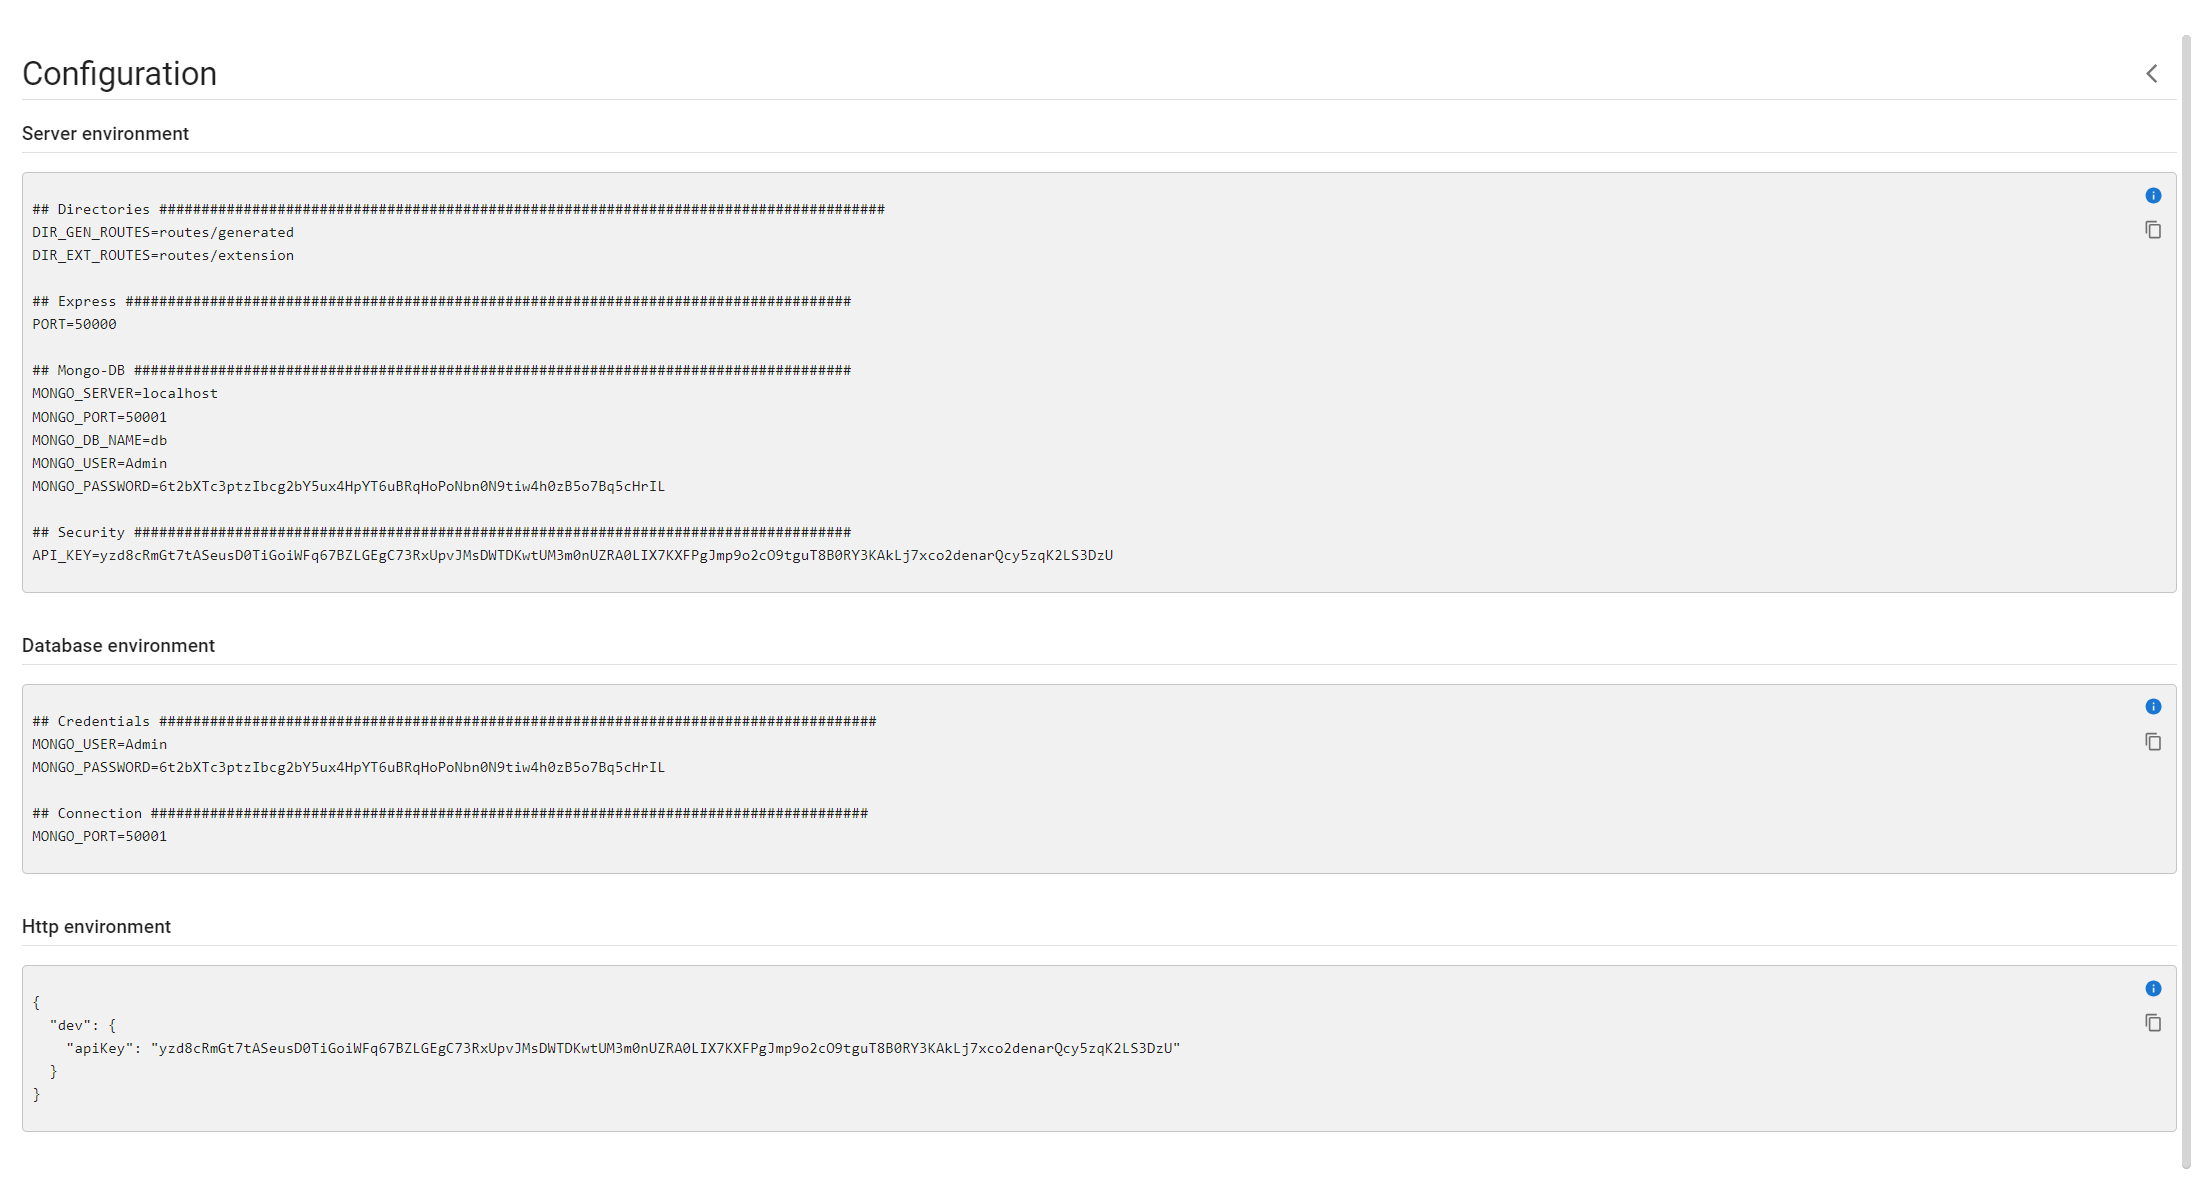 Configuration
Server environment
## Directories ######################################################################################
DIR_GEN_ROUTES=routes/generated
DIR_EXT_ROUTES=routes/extension
## Express ######################################################################################
PORT=50000
## Mongo-DB #####################################################################################
MONGO_SERVER=localhost
MONGO_PORT=50001
MONGO_DB_NAME=db
MONGO_USER=Admin
MONGO_PASSWORD=6t2bXTc3ptzIbcg2bY5ux4HpYT6uBRqHoPoNbn0N9tiw4h0zB5o7Bq5cHrIL
## Security #####################################################################################
API_KEY=yzd8cRmGt7tASeusD0TiGoiWFq67BZLGEgC73RxUpvJMsDWTDKwtUM3m0nUZRA0LIX7KXFPgJmp9o2cO9tguT8B0RY3KAkLj7xco2denarQcy5zqK2LS3DzU
Database environment
## Credentials #####################################################################################
MONGO_USER=Admin
MONGO_PASSWORD=6t2bXTc3ptzIbcg2bY5ux4HpYT6uBRqHoPoNbn0N9tiw4h0zB5o7Bq5cHrIL
## Connection #####################################################################################
MONGO_PORT=50001
Http environment
{
  "dev": {
    "apiKey": "yzd8cRmGt7tASeusD0TiGoiWFq67BZLGEgC73RxUpvJMsDWTDKwtUM3m0nUZRA0LIX7KXFPgJmp9o2cO9tguT8B0RY3KAkLj7xco2denarQcy5zqK2LS3DzU"
  }
}